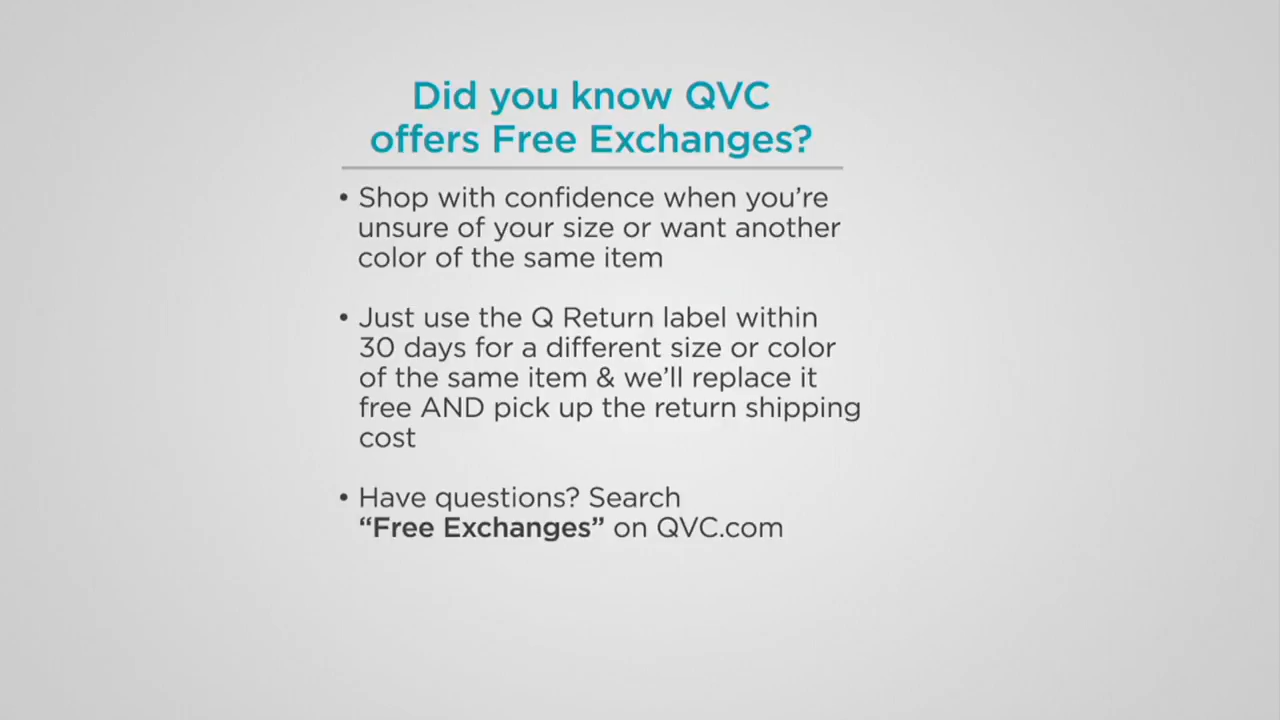 Did you know QVC
offers Free Exchanges?
• Shop with confidence when you’re
unsure of your size or want another
color of the same item
• Just use the Q Return label within
30 days for a different size or color
of the same item & we’ll replace it
free AND pick up the return shipping
cost
• Have questions? Search
“Free Exchanges” on QVC.com